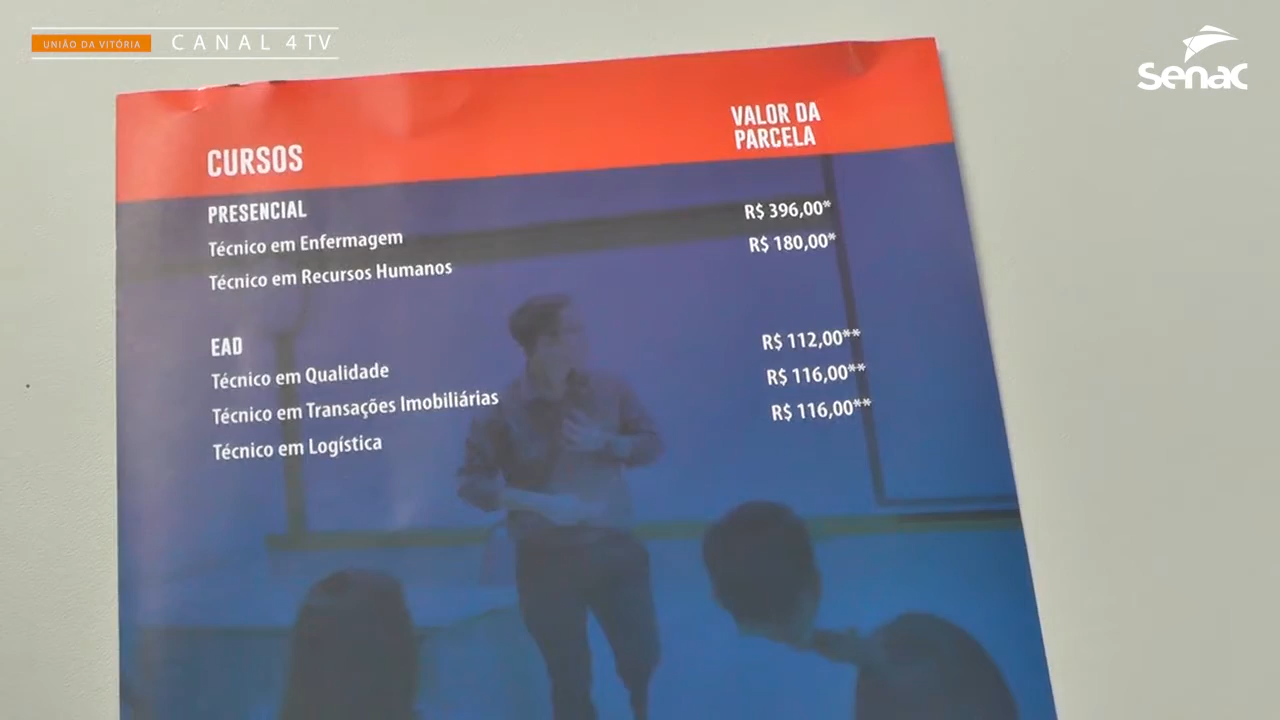 UNIÃO DA VITÓRIA CANAL 4TV
Senac
CURSOS VALOR DA PARCELA
PRESENCIAL
Técnico em Enfermagem R$ 396,00*
Técnico em Recursos Humanos R$ 180,00*
EAD
Técnico em Qualidade R$ 112,00**
Técnico em Transações Imobiliárias R$ 116,00**
Técnico em Logística R$ 116,00**